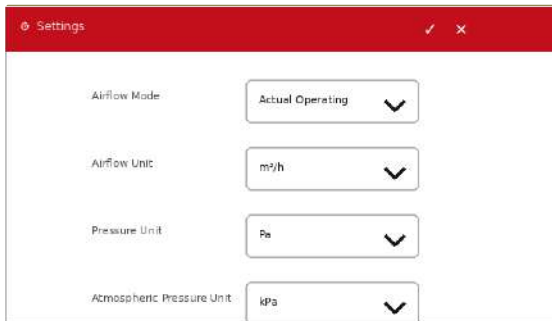 Settings
Airflow Mode
Actual Operating
Airflow Unit
m³/h
Pressure Unit
Pa
Atmospheric Pressure Unit
kPa